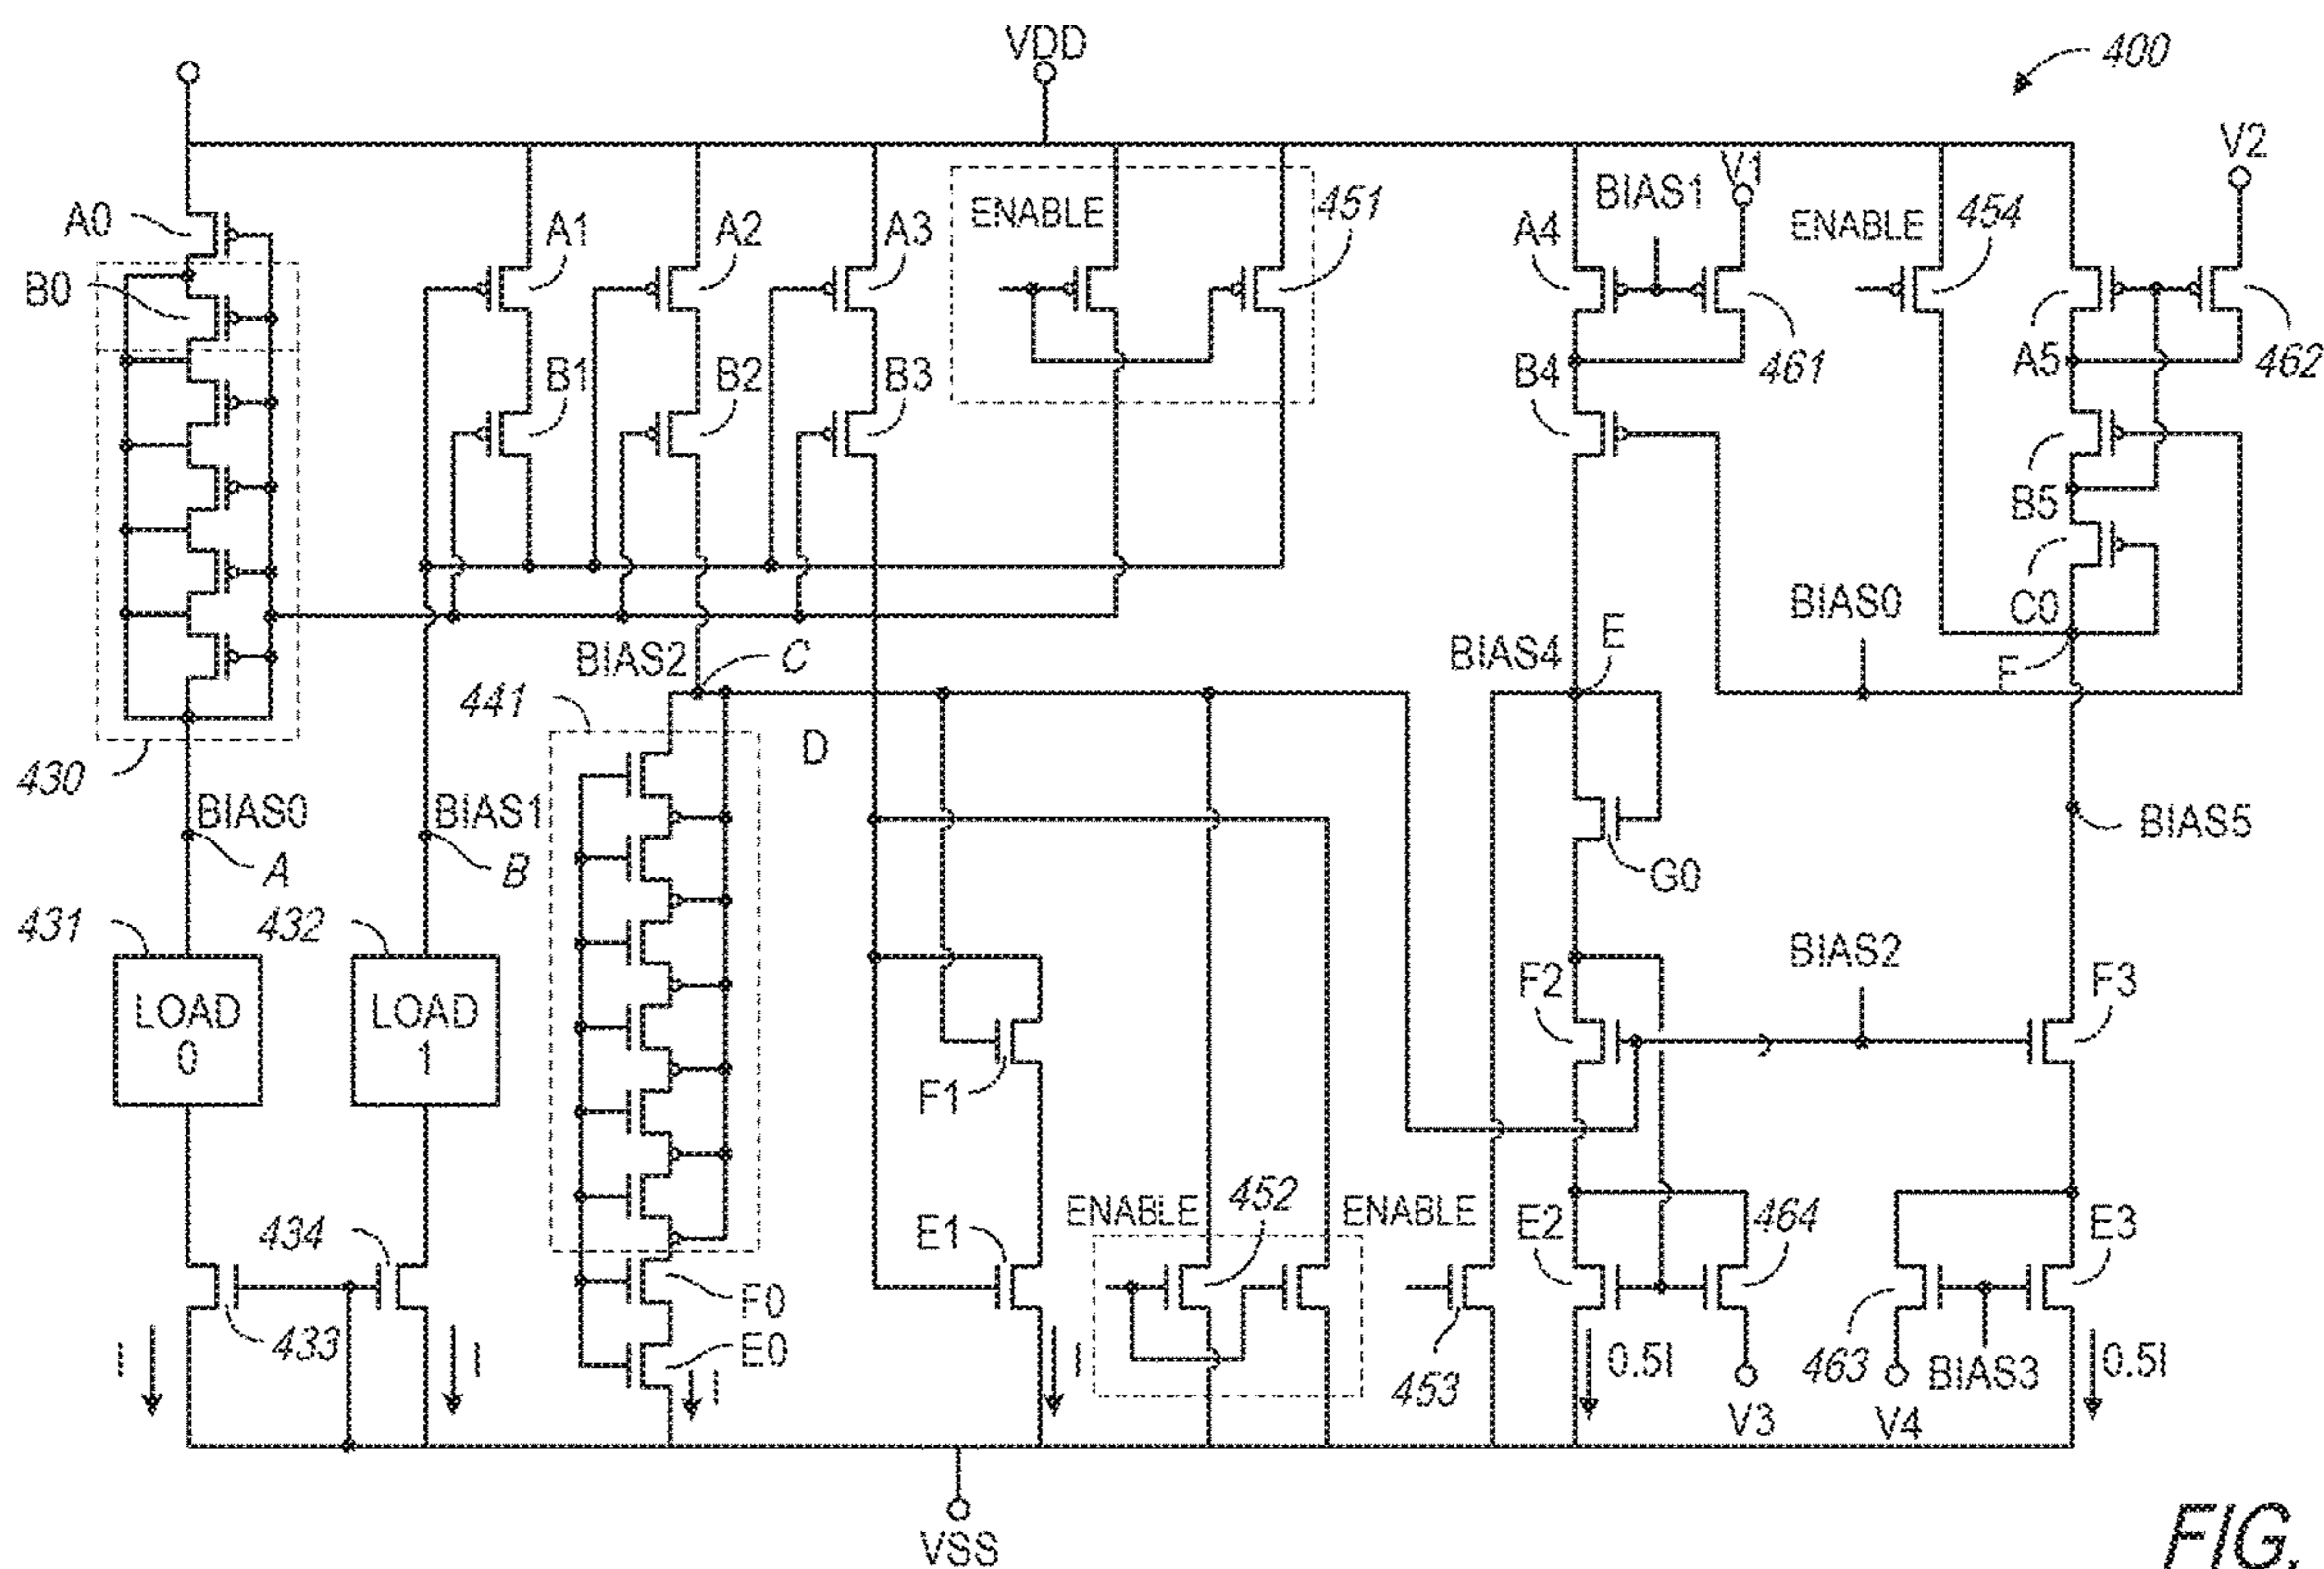 VDD
400
V2
V1
BIAS1
ENABLE
451
A0
A1
A2
A3
A4
ENABLE
454
B0
B1
B2
B3
B4
461
A5
462
B5
C0
BIAS0
BIAS2
C
BIAS4
E
F
441
D
430
BIAS0
A
BIAS1
B
BIAS5
G0
431
432
LOAD
0
LOAD
1
F2
BIAS2
F3
F1
434
ENABLE
452
ENABLE
E1
E2
464
E3
433
F0
E0
I
I
I
I
453
0.5I
463
BIAS3
0.5I
V3
V4
VSS
FIG.